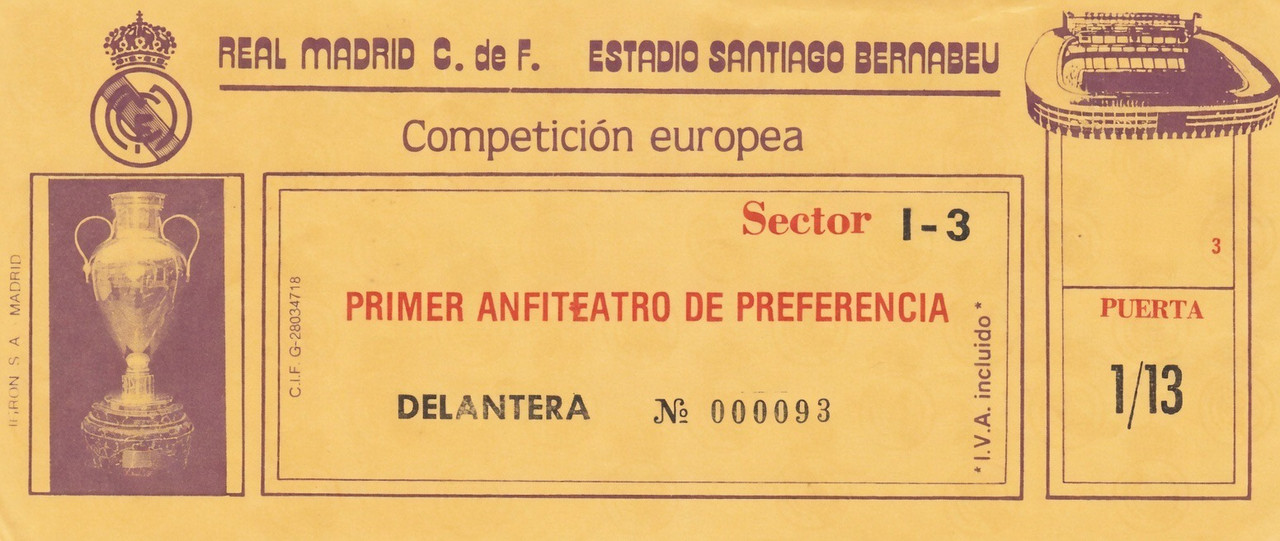 REAL MADRID C. de F. ESTADIO SANTIAGO BERNABEU
Competición europea
Sector I-3
PRIMER ANFITEATRO DE PREFERENCIA
DELANTERA № 000093
C.I.F. G-28034718
*I.V.A. incluido*
3
PUERTA
1/13
S A MADRID